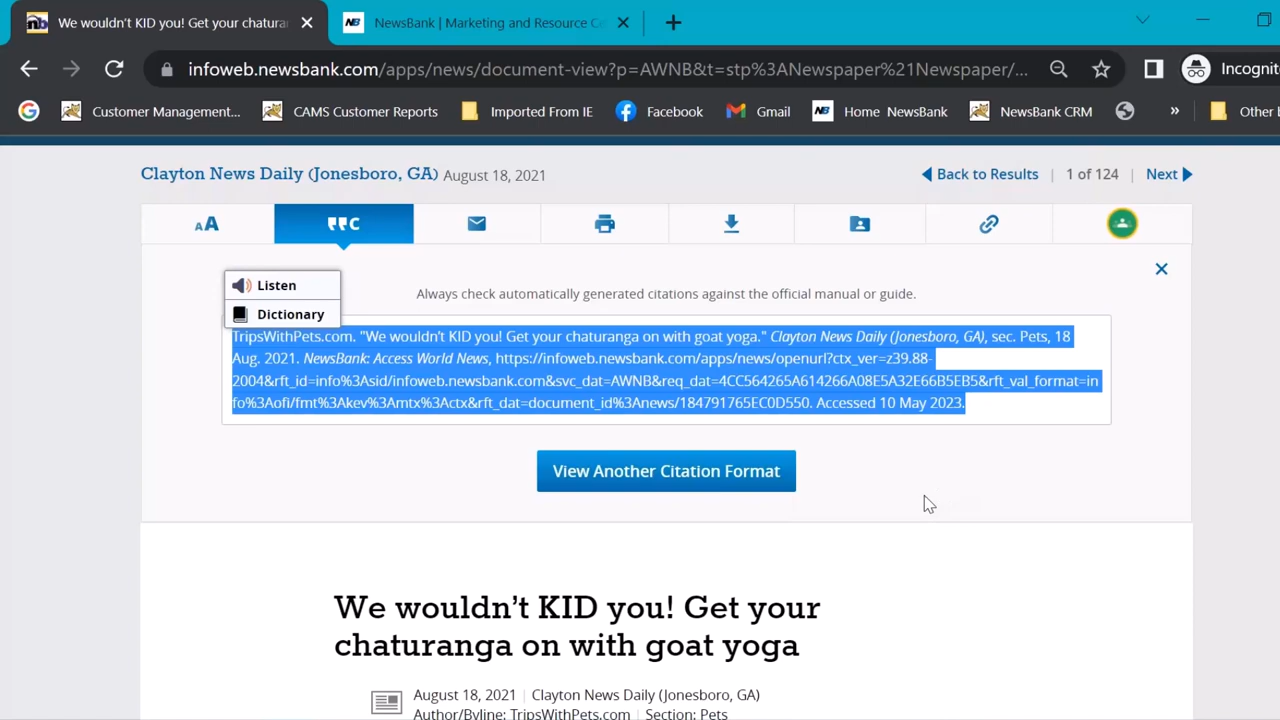 We wouldn't KID you! Get your chaturan
NewsBank | Marketing and Resource Ce
infoweb.newsbank.com/apps/news/document-view?p=AWNB&t=stp%3ANewspaper%21Newspaper/...
Incognit
Customer Management...
CAMS Customer Reports
Imported From IE
Facebook
Gmail
Home NewsBank
NewsBank CRM
»
Other
Clayton News Daily (Jonesboro, GA) August 18, 2021
Back to Results | 1 of 124 | Next
AA
C
Listen
Always check automatically generated citations against the official manual or guide.
Dictionary
TripsWithPets.com. "We wouldn't KID you! Get your chaturanga on with goat yoga." Clayton News Daily (Jonesboro, GA), sec. Pets, 18
Aug. 2021. NewsBank: Access World News, https://infoweb.newsbank.com/apps/news/openurl?ctx_ver=z39.88-
2004&rft_id=info%3Asid/infoweb.newsbank.com&svc_dat=AWNB&req_dat=4CC564265A614266A08E5A32E66B5EB5&rft_val_format=in
fo%3Aofi/fmt%3Akev%3Amtx%3Actx&rft_dat=document_id%3Anews/184791765EC0D550. Accessed 10 May 2023.
View Another Citation Format
We wouldn't KID you! Get your
chaturanga on with goat yoga
August 18, 2021 | Clayton News Daily (Jonesboro, GA)
Author/Byline: TripsWithPets.com | Section: Pets